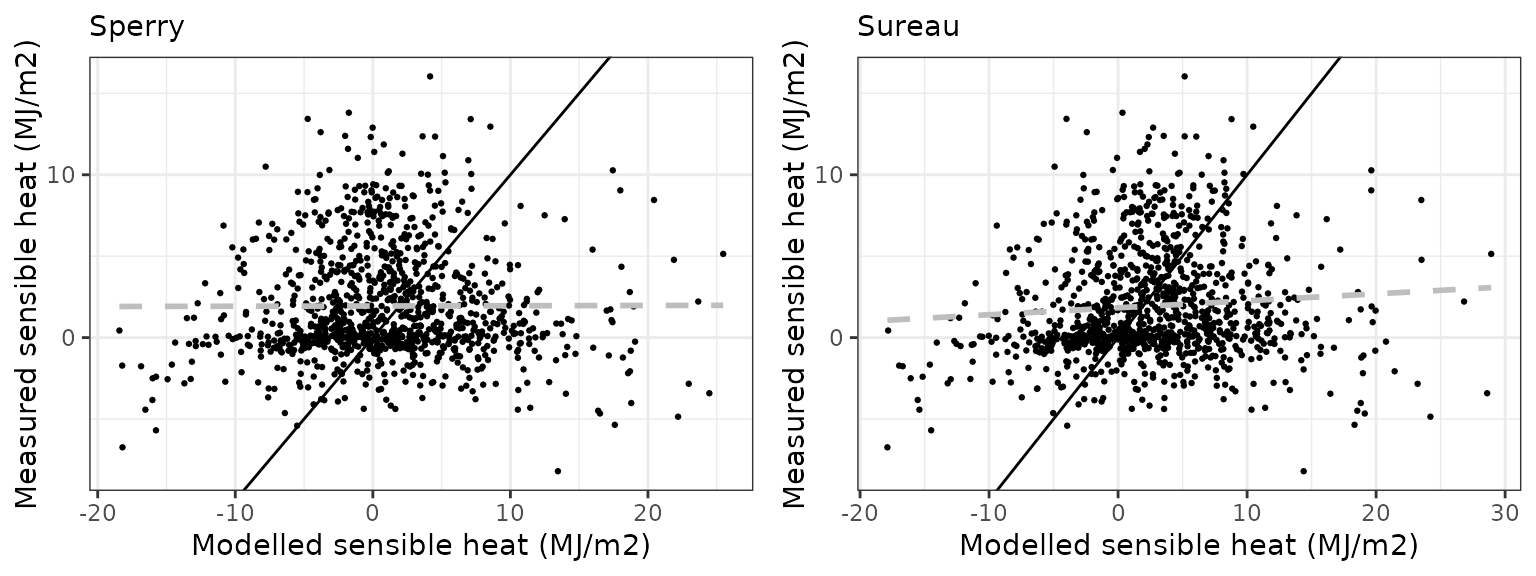 Sperry
Measured sensible heat (MJ/m2)
10
0
-20 -10 0 10 20
Modelled sensible heat (MJ/m2)
Sureau
Measured sensible heat (MJ/m2)
10
0
-20 -10 0 10 20 30
Modelled sensible heat (MJ/m2)